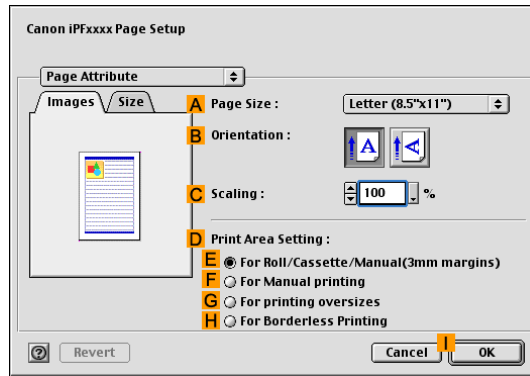 Canon iPFxxxx Page Setup
Page Attribute
Images Size
A Page Size : Letter (8.5"x11")
B Orientation : A A
C Scaling : 100 %
D Print Area Setting :
E For Roll/Cassette/Manual(3mm margins)
F For Manual printing
G For printing oversizes
H For Borderless Printing
? Revert Cancel I OK